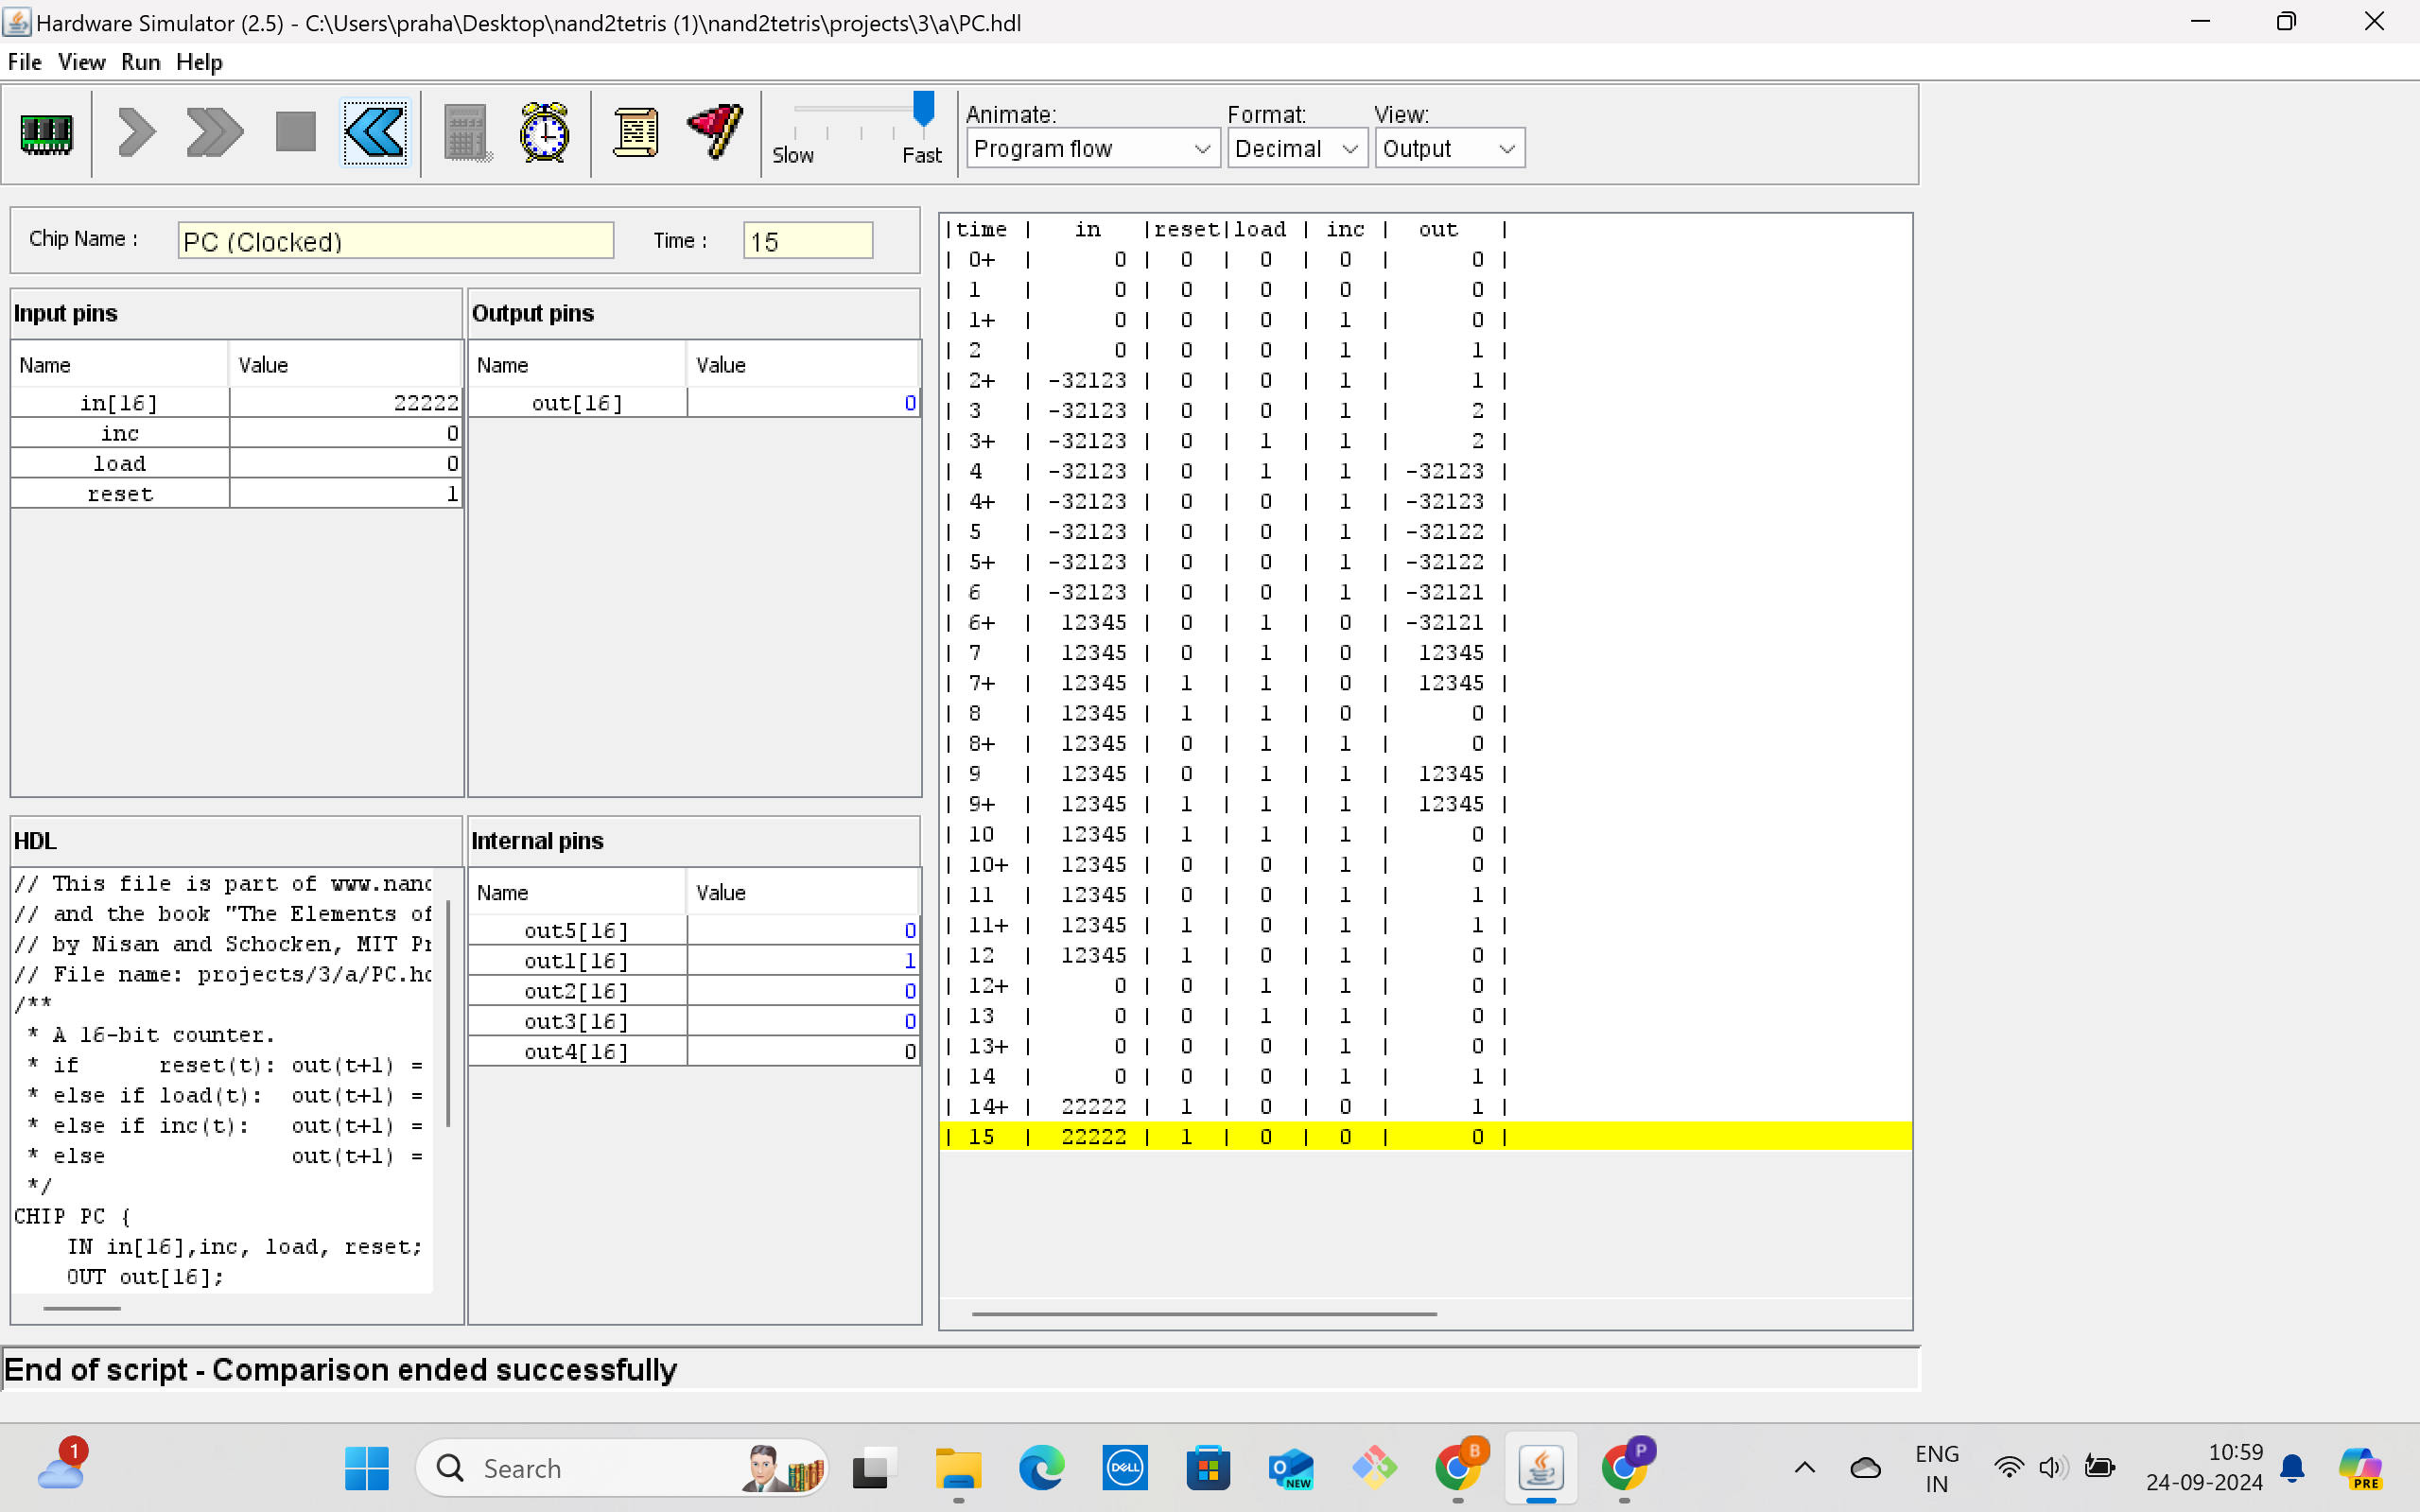 Hardware Simulator (2.5) - C:\Users\praha\Desktop\nand2tetris (1)\nand2tetris\projects\3\a\PC.hdl
File View Run Help
Animate: Format: View:
Slow Fast Program flow Decimal Output
Chip Name : PC (Clocked) Time : 15
Input pins
Name Value
in[16] 22222
inc 0
load 0
reset 1
Output pins
Name Value
out[16] 0
HDL
// This file is part of www.nand
// and the book "The Elements of
// by Nisan and Schocken, MIT Pr
// File name: projects/3/a/PC.hd
/**
* A 16-bit counter.
* if reset(t): out(t+1) =
* else if load(t): out(t+1) =
* else if inc(t): out(t+1) =
* else out(t+1) =
*/
CHIP PC {
IN in[16],inc, load, reset;
OUT out[16];
Internal pins
Name Value
out5[16] 0
out1[16] 1
out2[16] 0
out3[16] 0
out4[16] 0
|time | in |reset|load | inc | out |
| 0+ | 0 | 0 | 0 | 0 | 0 |
| 1 | 0 | 0 | 0 | 0 | 0 |
| 1+ | 0 | 0 | 0 | 1 | 0 |
| 2 | 0 | 0 | 0 | 1 | 1 |
| 2+ | -32123 | 0 | 0 | 1 | 1 |
| 3 | -32123 | 0 | 0 | 1 | 2 |
| 3+ | -32123 | 0 | 1 | 1 | 2 |
| 4 | -32123 | 0 | 1 | 1 | -32123 |
| 4+ | -32123 | 0 | 0 | 1 | -32123 |
| 5 | -32123 | 0 | 0 | 1 | -32122 |
| 5+ | -32123 | 0 | 0 | 1 | -32122 |
| 6 | -32123 | 0 | 0 | 1 | -32121 |
| 6+ | 12345 | 0 | 1 | 0 | -32121 |
| 7 | 12345 | 0 | 1 | 0 | 12345 |
| 7+ | 12345 | 1 | 1 | 0 | 12345 |
| 8 | 12345 | 1 | 1 | 0 | 0 |
| 8+ | 12345 | 0 | 1 | 1 | 0 |
| 9 | 12345 | 0 | 1 | 1 | 12345 |
| 9+ | 12345 | 1 | 1 | 1 | 12345 |
| 10 | 12345 | 1 | 1 | 1 | 0 |
| 10+ | 12345 | 0 | 0 | 1 | 0 |
| 11 | 12345 | 0 | 0 | 1 | 1 |
| 11+ | 12345 | 1 | 0 | 1 | 1 |
| 12 | 12345 | 1 | 0 | 1 | 0 |
| 12+ | 0 | 0 | 1 | 1 | 0 |
| 13 | 0 | 0 | 1 | 1 | 0 |
| 13+ | 0 | 0 | 0 | 1 | 0 |
| 14 | 0 | 0 | 0 | 1 | 1 |
| 14+ | 22222 | 1 | 0 | 0 | 1 |
| 15 | 22222 | 1 | 0 | 0 | 0 |
End of script - Comparison ended successfully
1
Search
DELL
NEW
B
P
ENG
IN
10:59
24-09-2024
PRE